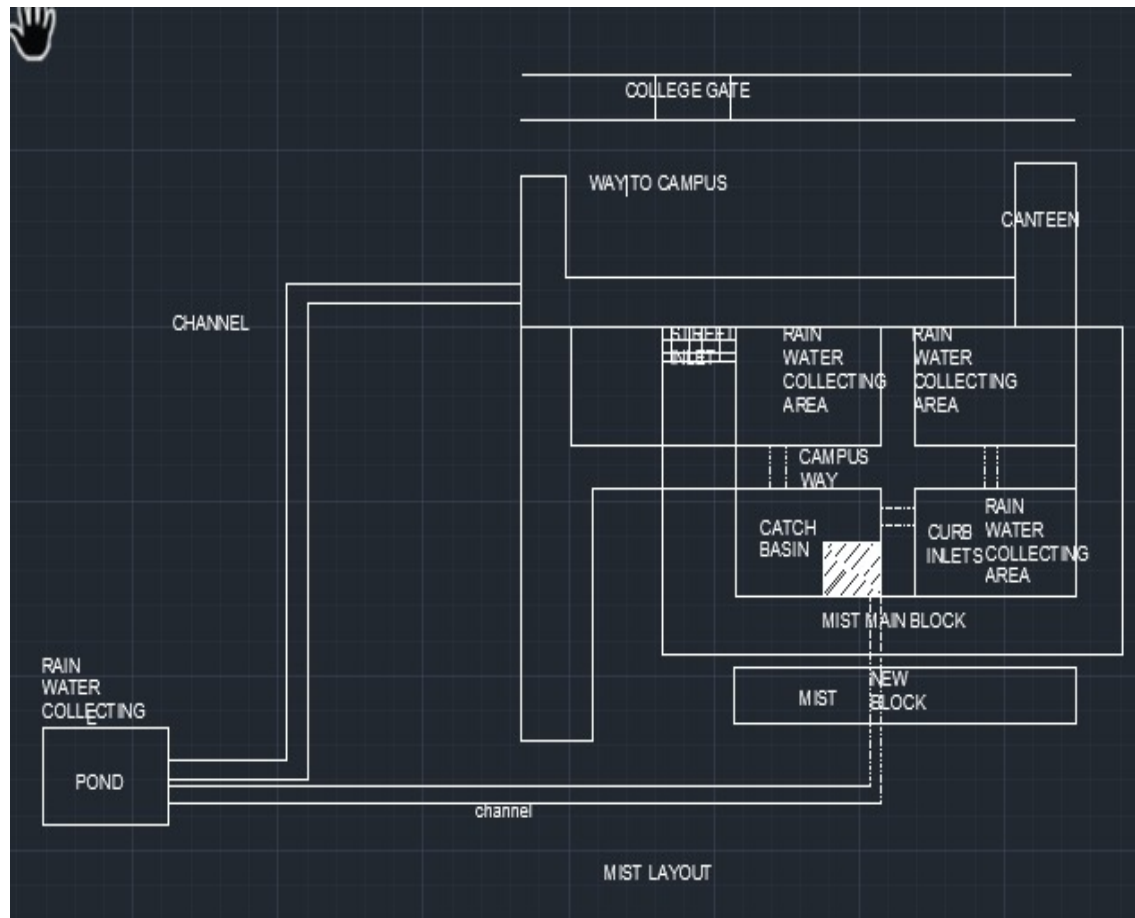 COLLEGE GATE
WAY TO CAMPUS
CANTEEN
CHANNEL
STREET
INLET
RAIN
WATER
COLLECTING
AREA
RAIN
WATER
COLLECTING
AREA
CAMPUS
WAY
CATCH
BASIN
CURB
INLETS
RAIN
WATER
COLLECTING
AREA
MIST MAIN BLOCK
NEW
BLOCK
MIST
RAIN
WATER
COLLECTING
E
POND
channel
MIST LAYOUT